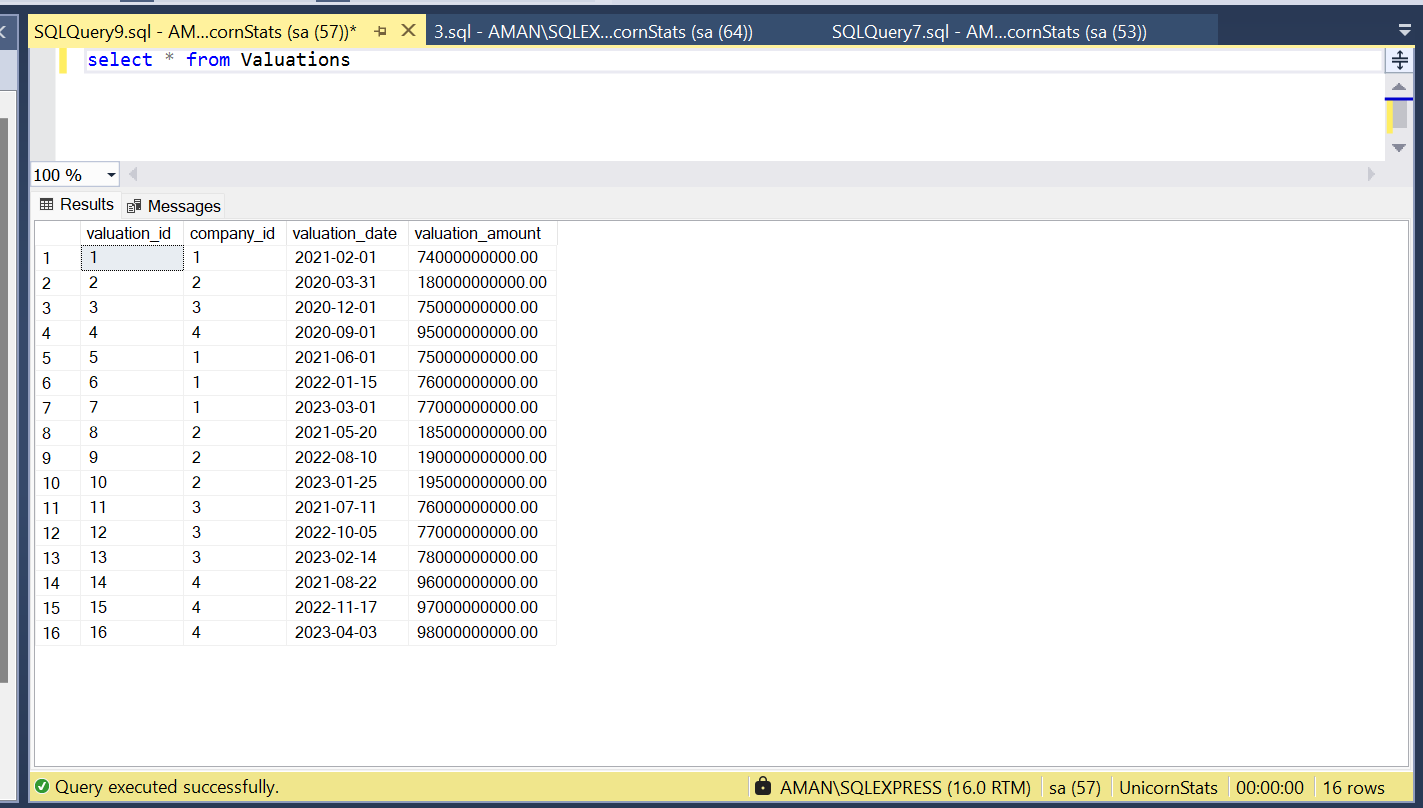 SQLQuery9.sql - AM...cornStats (sa (57))* 3.sql - AMAN\SQLEX...cornStats (sa (64)) SQLQuery7.sql - AM...cornStats (sa (53))
select * from Valuations
100 %
Results Messages
valuation_id company_id valuation_date valuation_amount
1 1 1 2021-02-01 74000000000.00
2 2 2 2020-03-31 180000000000.00
3 3 3 2020-12-01 75000000000.00
4 4 4 2020-09-01 95000000000.00
5 5 1 2021-06-01 75000000000.00
6 6 1 2022-01-15 76000000000.00
7 7 1 2023-03-01 77000000000.00
8 8 2 2021-05-20 185000000000.00
9 9 2 2022-08-10 190000000000.00
10 10 2 2023-01-25 195000000000.00
11 11 3 2021-07-11 76000000000.00
12 12 3 2022-10-05 77000000000.00
13 13 3 2023-02-14 78000000000.00
14 14 4 2021-08-22 96000000000.00
15 15 4 2022-11-17 97000000000.00
16 16 4 2023-04-03 98000000000.00
Query executed successfully. AMAN\SQLEXPRESS (16.0 RTM) sa (57) UnicornStats 00:00:00 16 rows